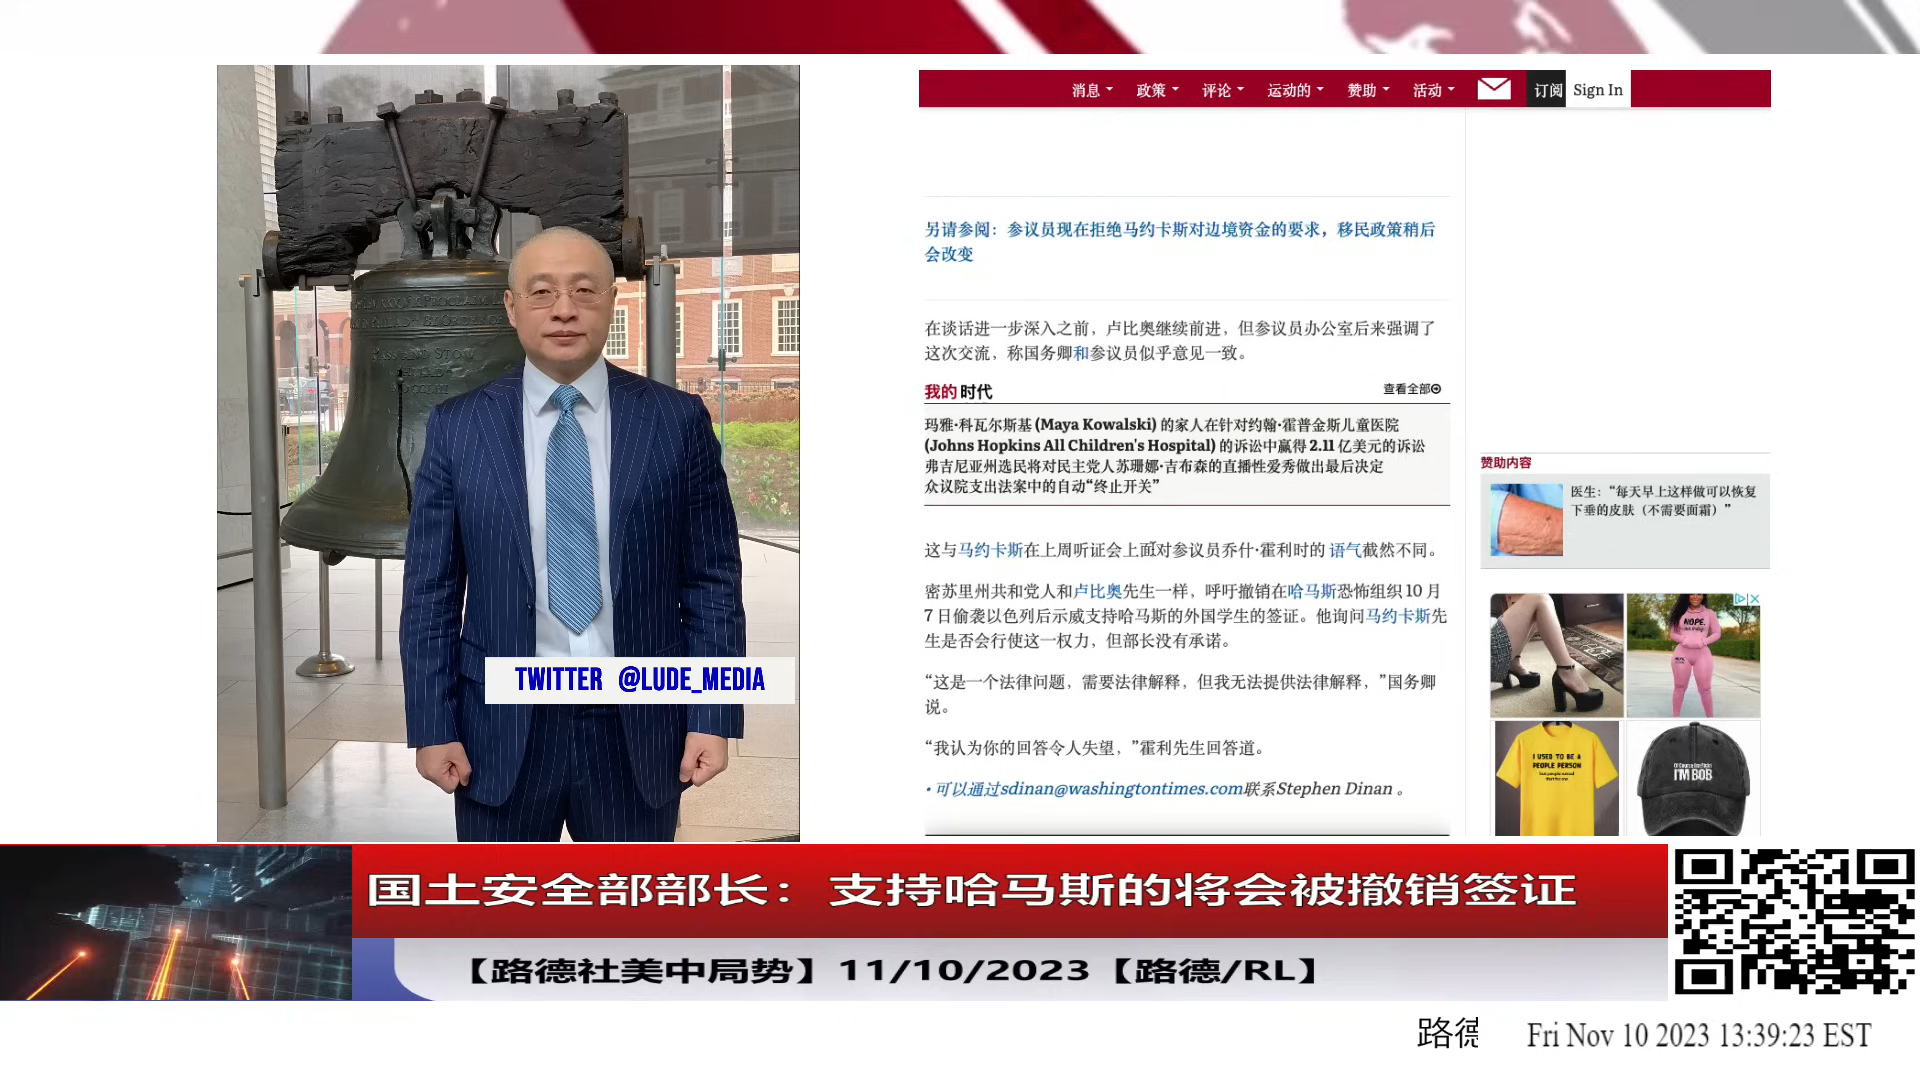 消息
政策
评论
运动的
赞助
活动
订阅
Sign In
另请参阅：参议员现在拒绝马约卡斯对边境资金的要求，移民政策稍后
会改变
在谈话进一步深入之前，卢比奥继续前进，但参议员办公室后来强调了
这次交流，称国务卿和参议员似乎意见一致。
我的 时代
查看全部
玛雅·科瓦尔斯基 (Maya Kowalski) 的家人在针对约翰·霍普金斯儿童医院
(Johns Hopkins All Children's Hospital) 的诉讼中赢得 2.11 亿美元的诉讼
弗吉尼亚州选民将对民主党人苏珊娜·吉布森的直播性爱秀做出最后决定
众议院支出法案中的自动“终止开关”
这与马约卡斯在上周听证会上面对参议员乔什·霍利时的 语气截然不同。
密苏里州共和党人和卢比奥先生一样，呼吁撤销在哈马斯恐怖组织 10 月
7 日偷袭以色列后示威支持哈马斯的外国学生的签证。他询问马约卡斯先
生是否会行使这一权力，但部长没有承诺。
“这是一个法律问题，需要法律解释，但我无法提供法律解释，”国务卿
说。
“我认为你的回答令人失望，”霍利先生回答道。
• 可以通过sdinan@washingtontimes.com联系Stephen Dinan 。
赞助内容
医生：“每天早上这样做可以恢复
下垂的皮肤（不需要面霜）”
NOPE.
I USED TO BE A
PEOPLE PERSON
I'M BOB
PASS AND STOW
TWITTER @LUDE_MEDIA
国土安全部部长：支持哈马斯的将会被撤销签证
【路德社美中局势】11/10/2023【路德/RL】
路德
Fri Nov 10 2023 13:39:23 EST